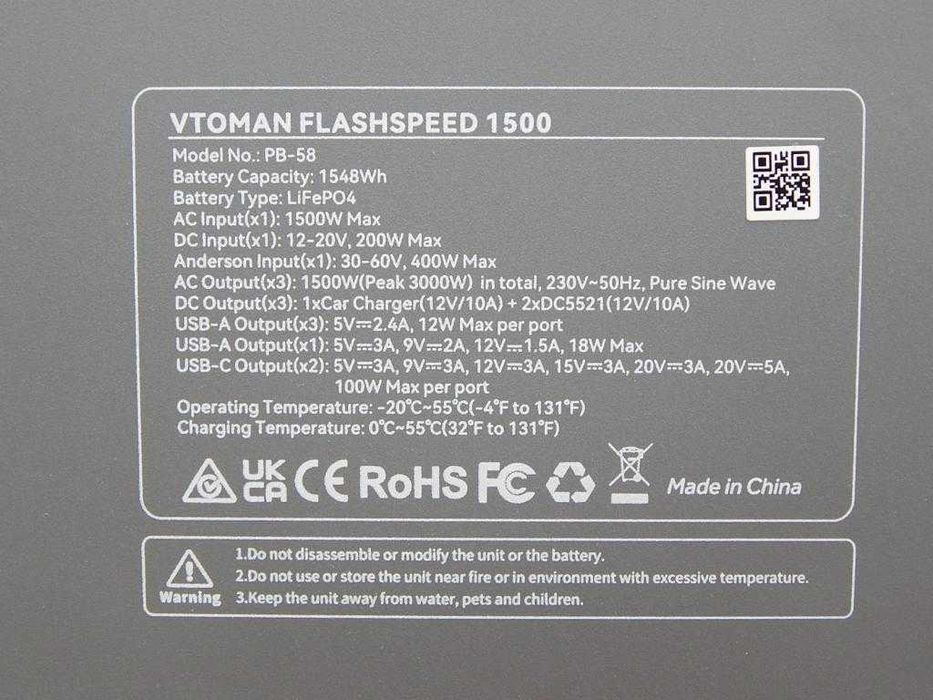 VTOMAN FLASHSPEED 1500
Model No.: PB-58
Battery Capacity: 1548Wh
Battery Type: LiFePO4
AC Input(x1): 1500W Max
DC Input(x1): 12-20V, 200W Max
Anderson Input(x1): 30-60V, 400W Max
AC Output(x3): 1500W(Peak 3000W) in total, 230V~50Hz, Pure Sine Wave
DC Output(x3): 1xCar Charger(12V/10A) + 2xDC5521(12V/10A)
USB-A Output(x3): 5V⎓2.4A, 12W Max per port
USB-A Output(x1): 5V⎓3A, 9V⎓2A, 12V⎓1.5A, 18W Max
USB-C Output(x2): 5V⎓3A, 9V⎓3A, 12V⎓3A, 15V⎓3A, 20V⎓3A, 20V⎓5A,
100W Max per port
Operating Temperature: -20℃~55℃(-4℉ to 131℉)
Charging Temperature: 0℃~55℃(32℉ to 131℉)
UK CA CE RoHS FC Made in China
1.Do not disassemble or modify the unit or the battery.
2.Do not use or store the unit near fire or in environment with excessive temperature.
Warning 3.Keep the unit away from water, pets and children.